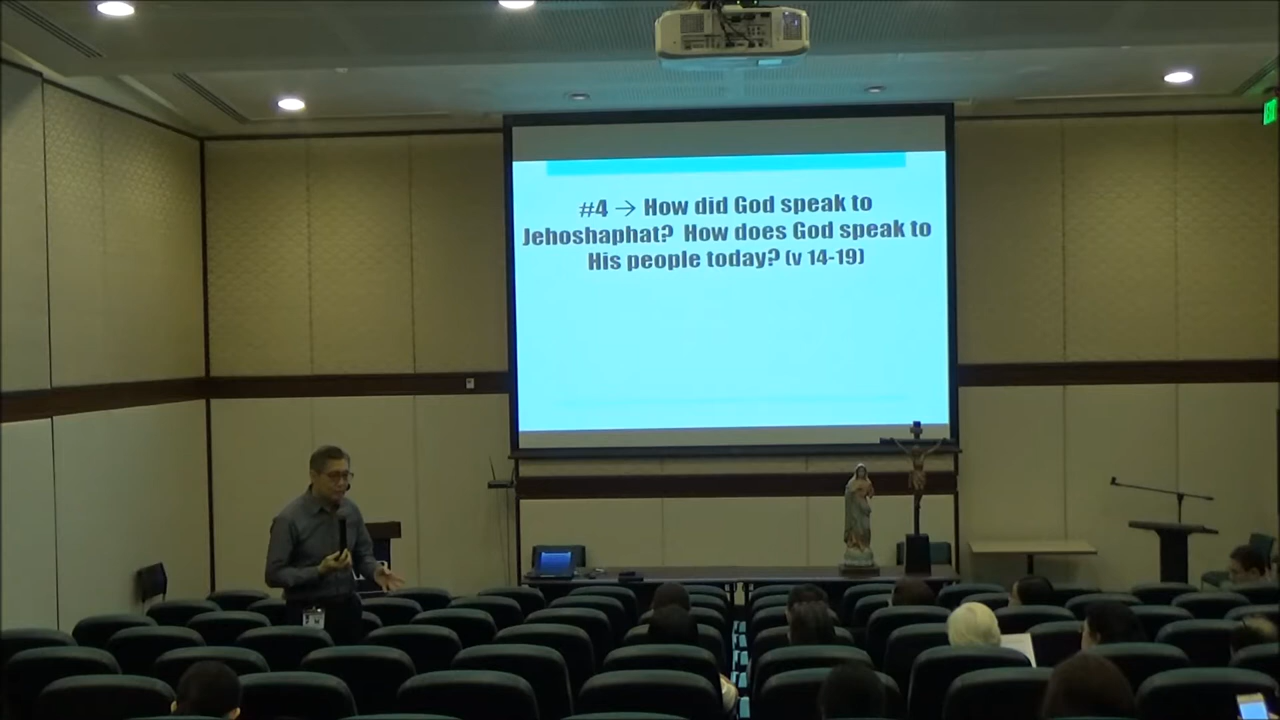 #4 → How did God speak to
Jehoshaphat? How does God speak to
His people today? (v 14-19)